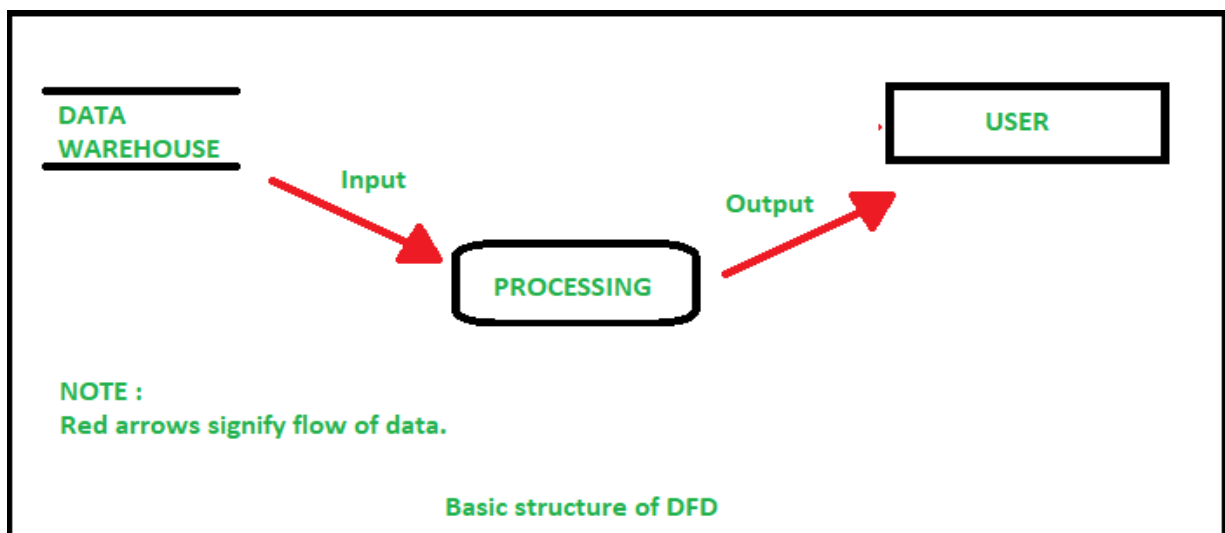 DATA
WAREHOUSE
Input
USER
Output
PROCESSING
NOTE :
Red arrows signify flow of data.
Basic structure of DFD